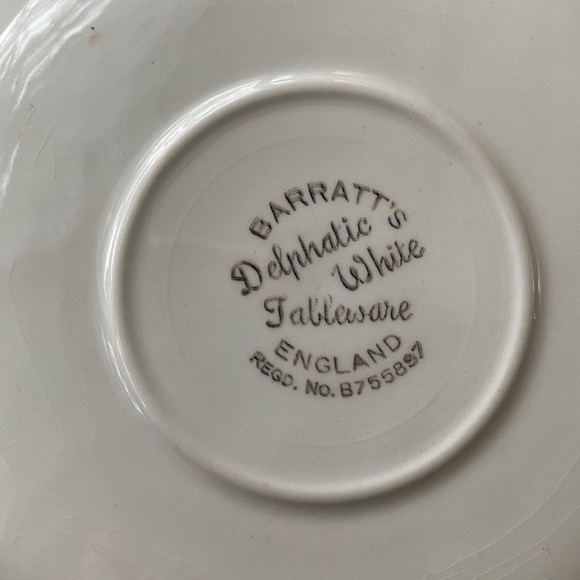 BARRATT'S
Delphatic
White
Tableware
ENGLAND
REGD. No. B755897